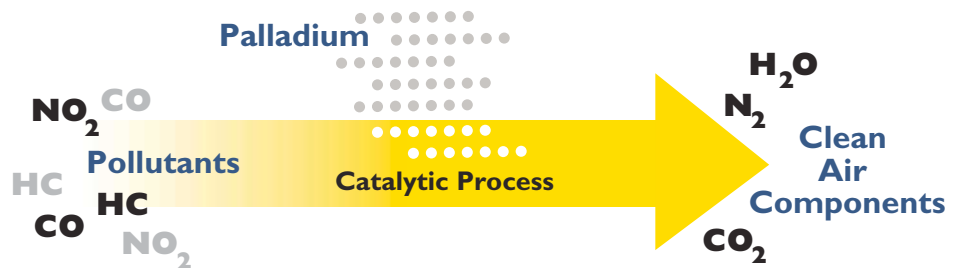 Palladium
NO₂
CO
Pollutants
HC
HC
CO
NO₂
Catalytic Process
H₂O
N₂
Clean
Air
Components
CO₂